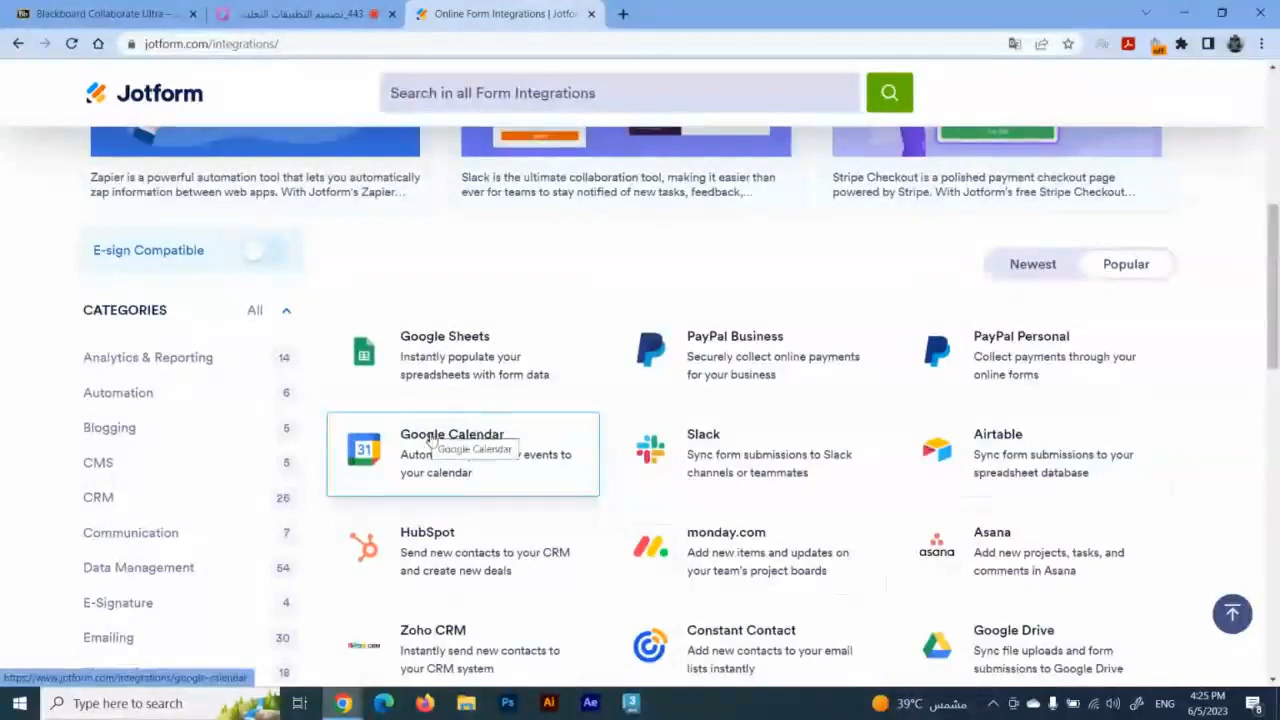 Blackboard Collaborate Ultra –
443_تصميم التطبيقات التعلي
Online Form Integrations | Jotfo
jotform.com/integrations/
off
Jotform
Search in all Form Integrations
Zapier is a powerful automation tool that lets you automatically
zap information between web apps. With Jotform's Zapier...
Slack is the ultimate collaboration tool, making it easier than
ever for teams to stay notified of new tasks, feedback,...
Stripe Checkout is a polished payment checkout page
powered by Stripe. With Jotform's free Stripe Checkout...
E-sign Compatible
Newest
Popular
CATEGORIES
All
Analytics & Reporting 14
Automation 6
Blogging 5
CMS 5
CRM 26
Communication 7
Data Management 54
E-Signature 4
Emailing 30
18
Google Sheets
Instantly populate your
spreadsheets with form data
PayPal Business
Securely collect online payments
for your business
PayPal Personal
Collect payments through your
online forms
31
Google Calendar
Google Calendar
events to
your calendar
Slack
Sync form submissions to Slack
channels or teammates
Airtable
Sync form submissions to your
spreadsheet database
HubSpot
Send new contacts to your CRM
and create new deals
monday.com
Add new items and updates on
your team's project boards
asana
Asana
Add new projects, tasks, and
comments in Asana
Zoho CRM
Instantly send new contacts to
your CRM system
Constant Contact
Add new contacts to your email
lists instantly
Google Drive
Sync file uploads and form
submissions to Google Drive
https://www.jotform.com/integrations/google-calendar
Type here to search
Ps
Ai
Ae
3
39°C مشمس
ENG
4:25 PM
6/5/2023